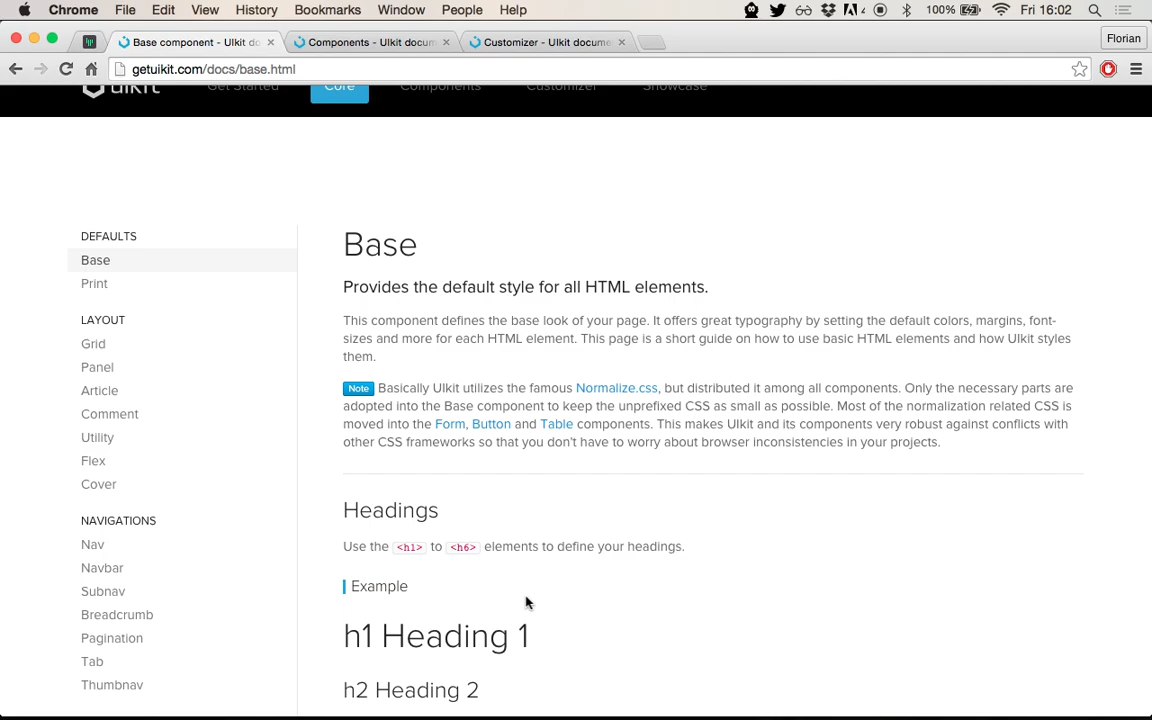 Chrome File Edit View History Bookmarks Window People Help 4 100% Fri 16:02
Base component - UIkit do Components - UIkit docum Customizer - UIkit docume Florian
getuikit.com/docs/base.html
uikit Get Started Core Components Customizer Showcase
DEFAULTS
Base
Print
LAYOUT
Grid
Panel
Article
Comment
Utility
Flex
Cover
NAVIGATIONS
Nav
Navbar
Subnav
Breadcrumb
Pagination
Tab
Thumbnav
Base
Provides the default style for all HTML elements.
This component defines the base look of your page. It offers great typography by setting the default colors, margins, font-
sizes and more for each HTML element. This page is a short guide on how to use basic HTML elements and how UIkit styles
them.
Note Basically UIkit utilizes the famous Normalize.css, but distributed it among all components. Only the necessary parts are
adopted into the Base component to keep the unprefixed CSS as small as possible. Most of the normalization related CSS is
moved into the Form, Button and Table components. This makes UIkit and its components very robust against conflicts with
other CSS frameworks so that you don't have to worry about browser inconsistencies in your projects.
Headings
Use the <h1> to <h6> elements to define your headings.
Example
h1 Heading 1
h2 Heading 2